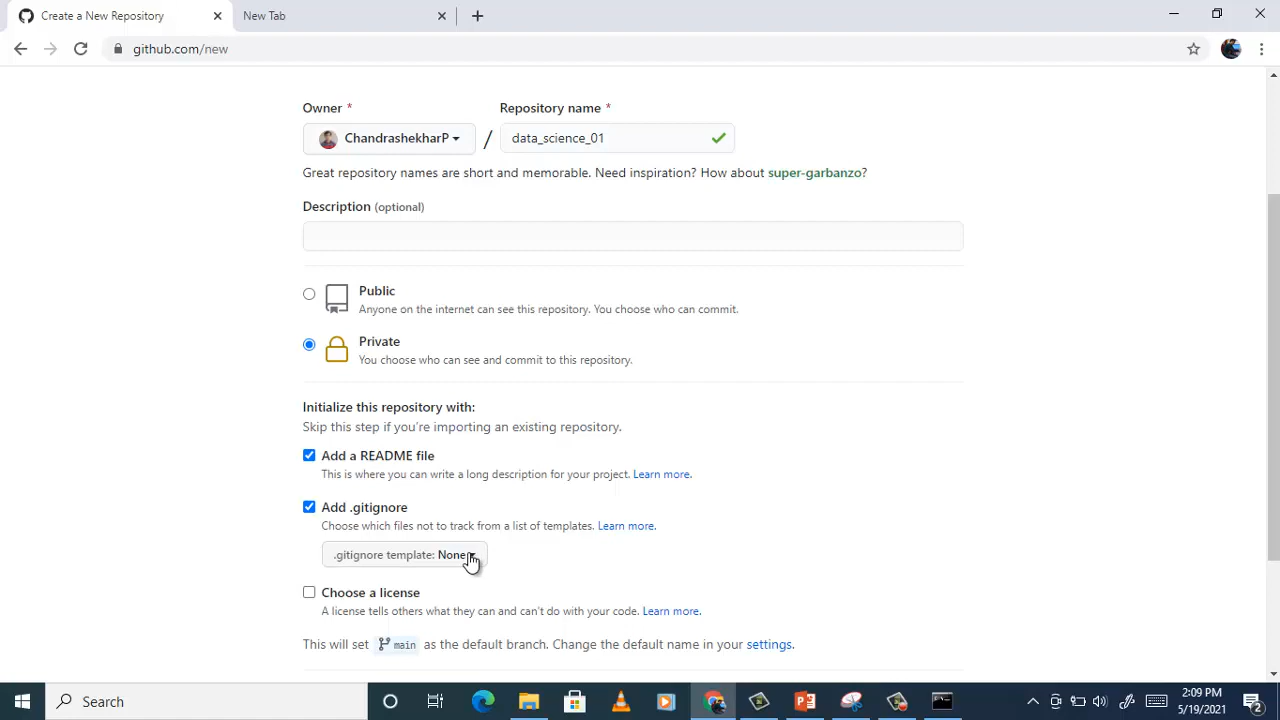 Create a New Repository
New Tab
github.com/new
Owner *
Repository name *
ChandrashekharP
/
data_science_01
Great repository names are short and memorable. Need inspiration? How about super-garbanzo?
Description (optional)
Public
Anyone on the internet can see this repository. You choose who can commit.
Private
You choose who can see and commit to this repository.
Initialize this repository with:
Skip this step if you're importing an existing repository.
Add a README file
This is where you can write a long description for your project. Learn more.
Add .gitignore
Choose which files not to track from a list of templates. Learn more.
.gitignore template: None
Choose a license
A license tells others what they can and can't do with your code. Learn more.
This will set main as the default branch. Change the default name in your settings.
Search
2:09 PM
5/19/2021
2